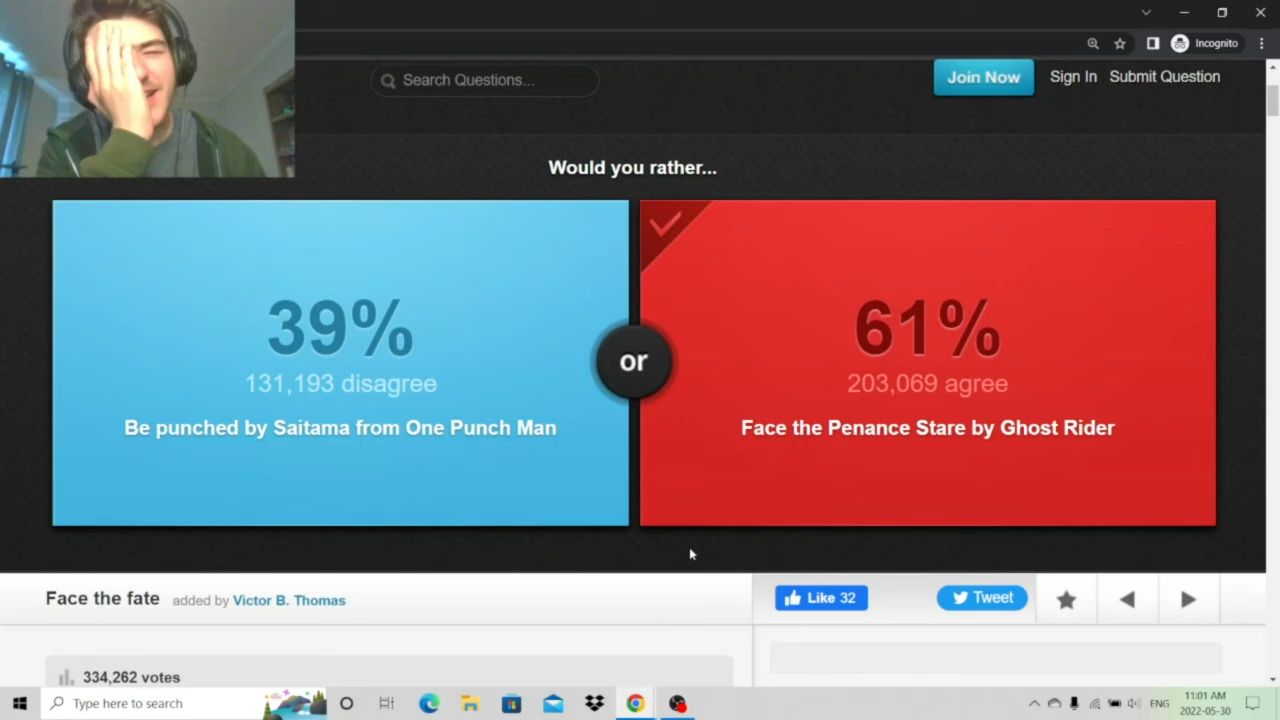 Incognito
Search Questions...
Join Now
Sign In
Submit Question
Would you rather...
39%
131,193 disagree
Be punched by Saitama from One Punch Man
or
61%
203,069 agree
Face the Penance Stare by Ghost Rider
Face the fate added by Victor B. Thomas
Like 32
Tweet
334,262 votes
Type here to search
ENG
11:01 AM
2022-05-30